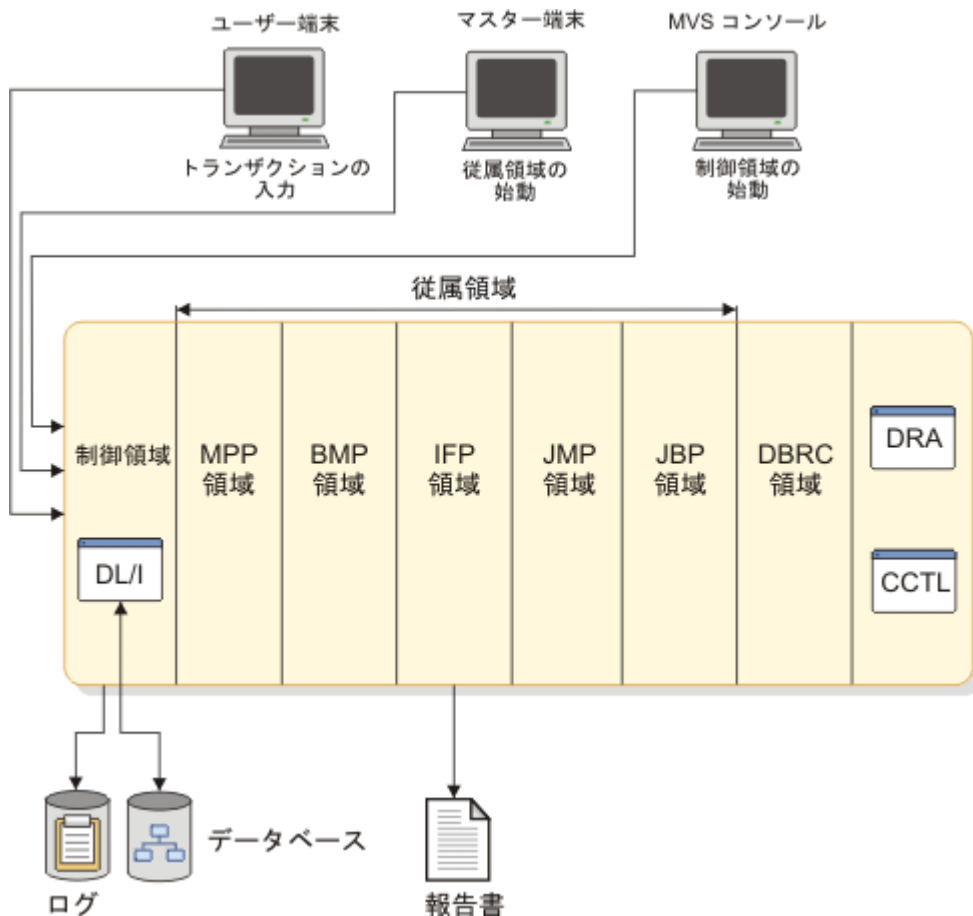 ユーザー端末
マスター端末
MVS コンソール
トランザクションの
入力
従属領域の
始動
制御領域の
始動
従属領域
制御領域
MPP
領域
BMP
領域
IFP
領域
JMP
領域
JBP
領域
DBRC
領域
DRA
DL/I
CCTL
データベース
ログ
報告書